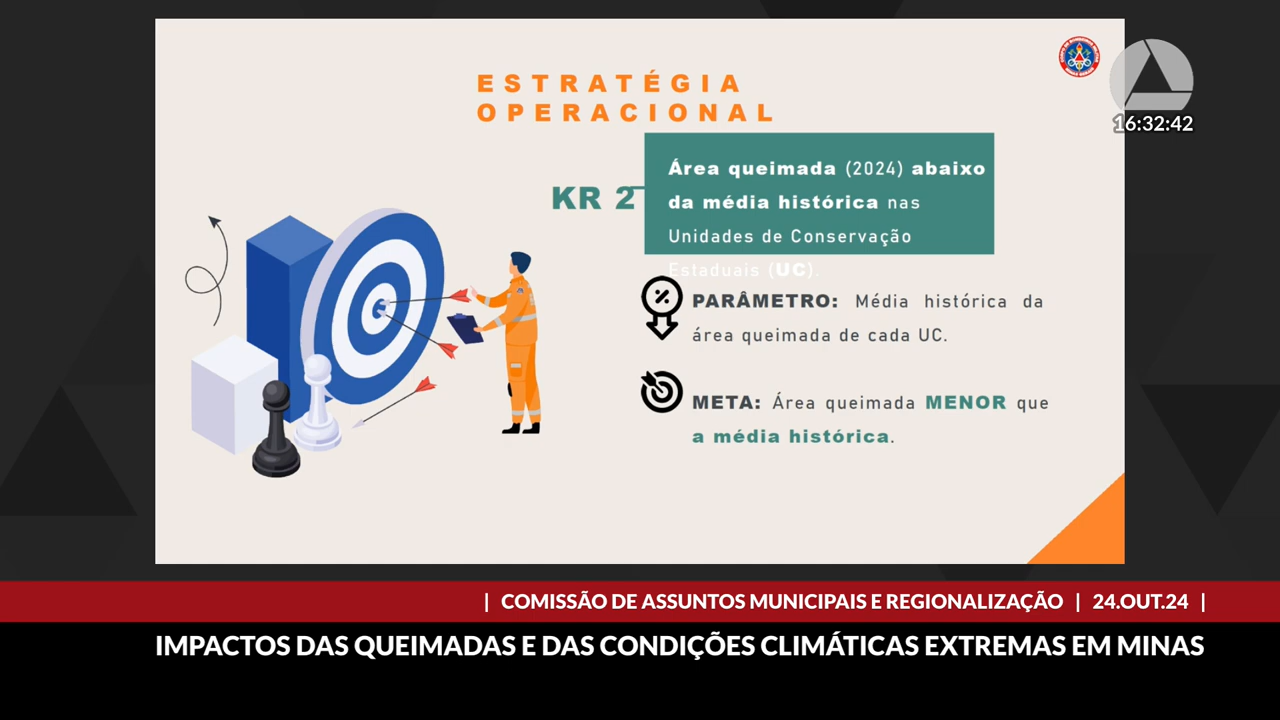 ESTRATÉGIA
OPERACIONAL
16:32:42
KR 2
Área queimada (2024) abaixo
da média histórica nas
Unidades de Conservação
Estaduais (UC).
PARÂMETRO: Média histórica da
área queimada de cada UC.
META: Área queimada MENOR que
a média histórica.
| COMISSÃO DE ASSUNTOS MUNICIPAIS E REGIONALIZAÇÃO | 24.OUT.24 |
IMPACTOS DAS QUEIMADAS E DAS CONDIÇÕES CLIMÁTICAS EXTREMAS EM MINAS